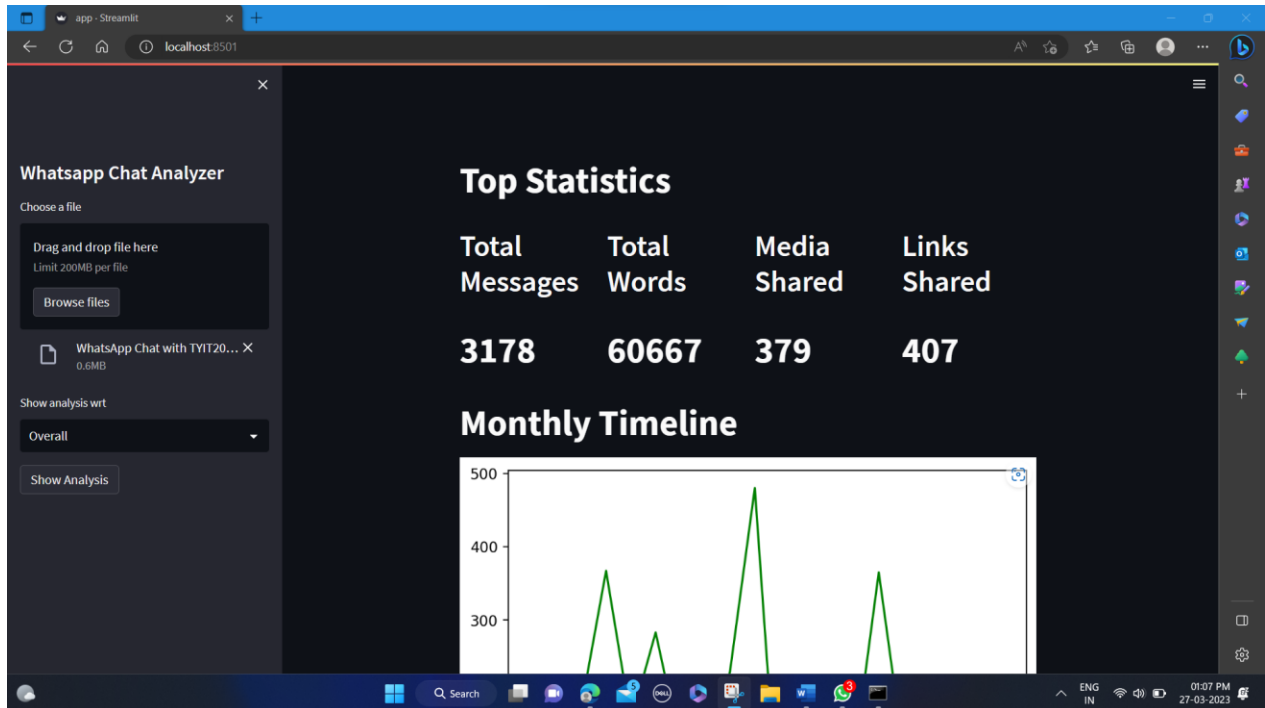 app - Streamlit
localhost:8501
Whatsapp Chat Analyzer
Choose a file
Drag and drop file here
Limit 200MB per file
Browse files
WhatsApp Chat with TYIT20...
0.6MB
Show analysis wrt
Overall
Show Analysis
Top Statistics
Total Messages
Total Words
Media Shared
Links Shared
3178
60667
379
407
Monthly Timeline
500
400
300
Search
5
DELL
3
ENG
IN
01:07 PM
27-03-2023